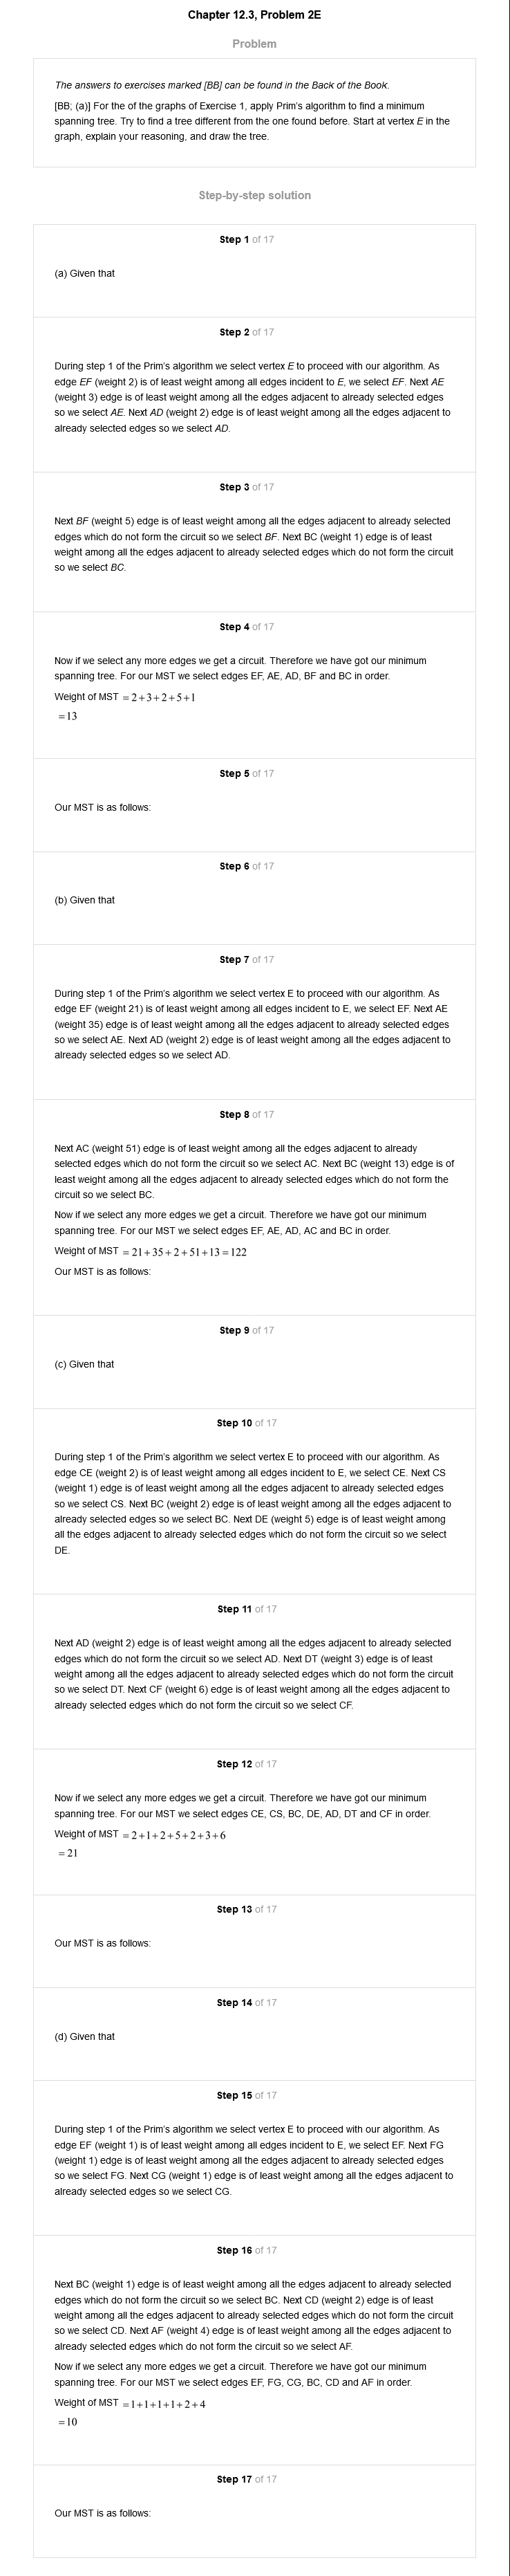 Chapter 12.3, Problem 2E
Problem
The answers to exercises marked [BB] can be found in the Back of the Book.
[BB; (a)] For the of the graphs of Exercise 1, apply Prim's algorithm to find a minimum
spanning tree. Try to find a tree different from the one found before. Start at vertex E in the
graph, explain your reasoning, and draw the tree.
Step-by-step solution
Step 1 of 17
(a) Given that
Step 2 of 17
During step 1 of the Prim's algorithm we select vertex E to proceed with our algorithm. As
edge EF (weight 2) is of least weight among all edges incident to E, we select EF. Next AE
(weight 3) edge is of least weight among all the edges adjacent to already selected edges
so we select AE. Next AD (weight 2) edge is of least weight among all the edges adjacent to
already selected edges so we select AD.
Step 3 of 17
Next BF (weight 5) edge is of least weight among all the edges adjacent to already selected
edges which do not form the circuit so we select BF. Next BC (weight 1) edge is of least
weight among all the edges adjacent to already selected edges which do not form the circuit
so we select BC.
Step 4 of 17
Now if we select any more edges we get a circuit. Therefore we have got our minimum
spanning tree. For our MST we select edges EF, AE, AD, BF and BC in order.
Weight of MST = 2+3+2+5+1
=13
Step 5 of 17
Our MST is as follows:
Step 6 of 17
(b) Given that
Step 7 of 17
During step 1 of the Prim's algorithm we select vertex E to proceed with our algorithm. As
edge EF (weight 21) is of least weight among all edges incident to E, we select EF. Next AE
(weight 35) edge is of least weight among all the edges adjacent to already selected edges
so we select AE. Next AD (weight 2) edge is of least weight among all the edges adjacent to
already selected edges so we select AD.
Step 8 of 17
Next AC (weight 51) edge is of least weight among all the edges adjacent to already
selected edges which do not form the circuit so we select AC. Next BC (weight 13) edge is of
least weight among all the edges adjacent to already selected edges which do not form the
circuit so we select BC.
Now if we select any more edges we get a circuit. Therefore we have got our minimum
spanning tree. For our MST we select edges EF, AE, AD, AC and BC in order.
Weight of MST = 21+35+2+51+13=122
Our MST is as follows:
Step 9 of 17
(c) Given that
Step 10 of 17
During step 1 of the Prim's algorithm we select vertex E to proceed with our algorithm. As
edge CE (weight 2) is of least weight among all edges incident to E, we select CE. Next CS
(weight 1) edge is of least weight among all the edges adjacent to already selected edges
so we select CS. Next BC (weight 2) edge is of least weight among all the edges adjacent to
already selected edges so we select BC. Next DE (weight 5) edge is of least weight among
all the edges adjacent to already selected edges which do not form the circuit so we select
DE.
Step 11 of 17
Next AD (weight 2) edge is of least weight among all the edges adjacent to already selected
edges which do not form the circuit so we select AD. Next DT (weight 3) edge is of least
weight among all the edges adjacent to already selected edges which do not form the circuit
so we select DT. Next CF (weight 6) edge is of least weight among all the edges adjacent to
already selected edges which do not form the circuit so we select CF.
Step 12 of 17
Now if we select any more edges we get a circuit. Therefore we have got our minimum
spanning tree. For our MST we select edges CE, CS, BC, DE, AD, DT and CF in order.
Weight of MST = 2+1+2+5+2+3+6
= 21
Step 13 of 17
Our MST is as follows:
Step 14 of 17
(d) Given that
Step 15 of 17
During step 1 of the Prim's algorithm we select vertex E to proceed with our algorithm. As
edge EF (weight 1) is of least weight among all edges incident to E, we select EF. Next FG
(weight 1) edge is of least weight among all the edges adjacent to already selected edges
so we select FG. Next CG (weight 1) edge is of least weight among all the edges adjacent to
already selected edges so we select CG.
Step 16 of 17
Next BC (weight 1) edge is of least weight among all the edges adjacent to already selected
edges which do not form the circuit so we select BC. Next CD (weight 2) edge is of least
weight among all the edges adjacent to already selected edges which do not form the circuit
so we select CD. Next AF (weight 4) edge is of least weight among all the edges adjacent to
already selected edges which do not form the circuit so we select AF.
Now if we select any more edges we get a circuit. Therefore we have got our minimum
spanning tree. For our MST we select edges EF, FG, CG, BC, CD and AF in order.
Weight of MST =1+1+1+1+2+4
=10
Step 17 of 17
Our MST is as follows: